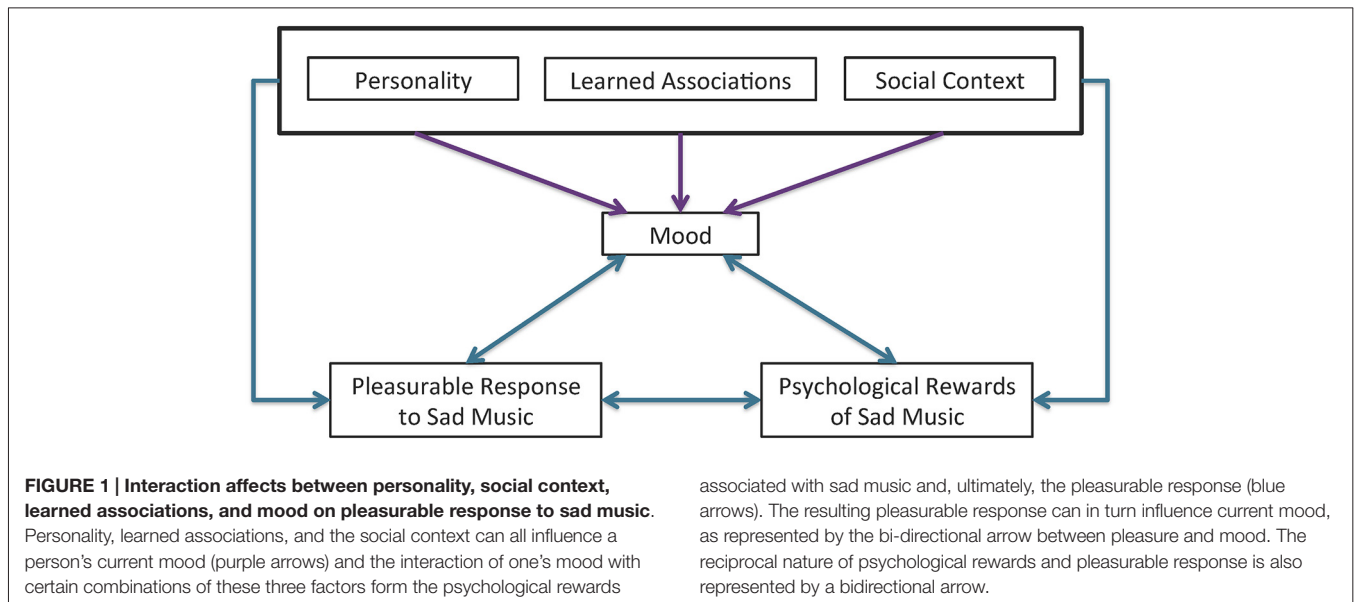 Personality
Learned Associations
Social Context
Mood
Pleasurable Response
to Sad Music
Psychological Rewards
of Sad Music
FIGURE 1 | Interaction affects between personality, social context,
learned associations, and mood on pleasurable response to sad music.
Personality, learned associations, and the social context can all influence a
person's current mood (purple arrows) and the interaction of one's mood with
certain combinations of these three factors form the psychological rewards
associated with sad music and, ultimately, the pleasurable response (blue
arrows). The resulting pleasurable response can in turn influence current mood,
as represented by the bi-directional arrow between pleasure and mood. The
reciprocal nature of psychological rewards and pleasurable response is also
represented by a bidirectional arrow.